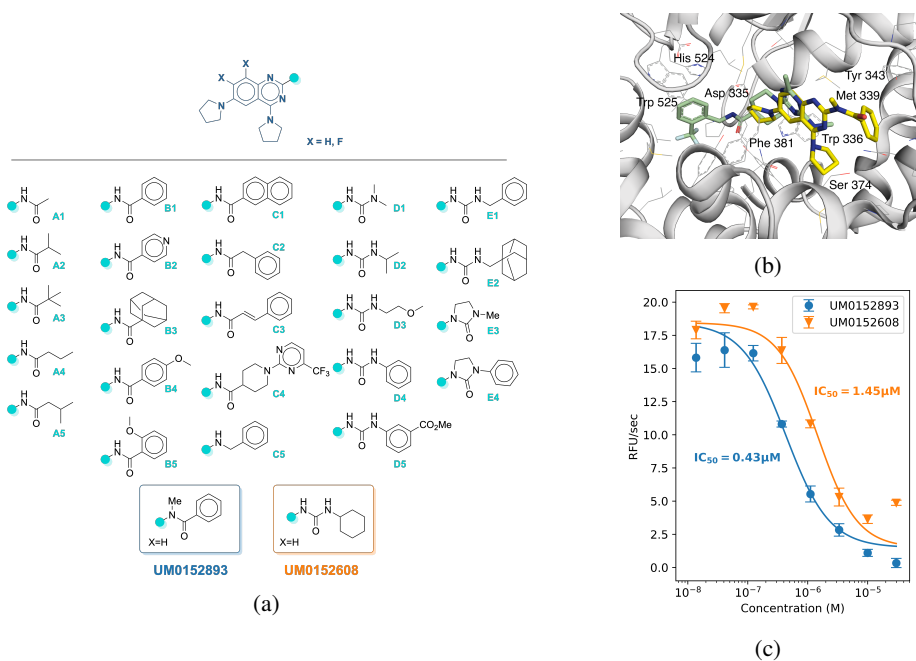 X
X
N
N
N
N
X = H, F
H
N
O
A1
H
N
O
A2
H
N
O
A3
H
N
O
A4
H
N
O
A5
H
N
O
B1
H
N
N
O
B2
H
N
O
B3
H
N
O
O
B4
O
H
N
O
B5
H
N
O
C1
H
N
O
C2
H
N
O
C3
N
N
N
CF3
H
N
O
C4
H
N
C5
H
N
N
O
D1
H
N
H
N
O
D2
H
N
H
N
O
O
D3
H
N
H
N
O
D4
H
N
H
N
O
CO2Me
D5
H
N
H
N
O
E1
H
N
H
N
O
E2
N
N-Me
O
E3
N
N
O
E4
Me
N
O
X=H
UM0152893
H
N
H
N
O
X=H
UM0152608
(a)
His 524
Trp 525
Asp 335
Tyr 343
Met 339
Phe 381
Trp 336
Ser 374
(b)
20.0
17.5
15.0
12.5
10.0
7.5
5.0
2.5
0.0
RFU/sec
UM0152893
UM0152608
IC50 = 1.45μM
IC50 = 0.43μM
10−8
10−7
10−6
10−5
Concentration (M)
(c)